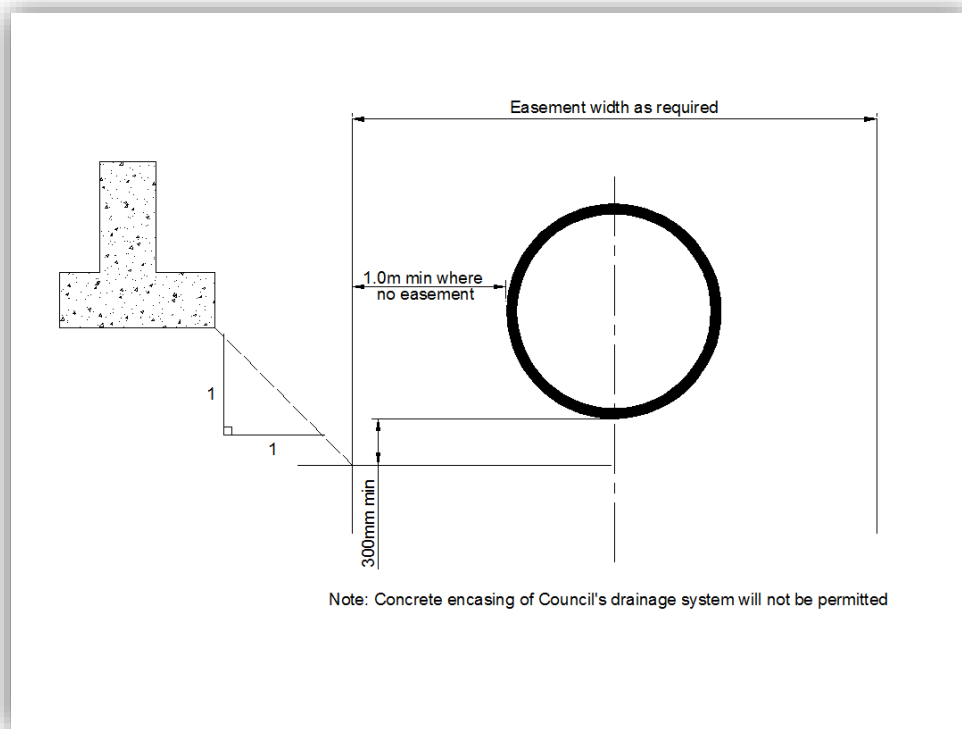 Easement width as required
1.0m min where
no easement
1
1
300mm min
Note: Concrete encasing of Council's drainage system will not be permitted